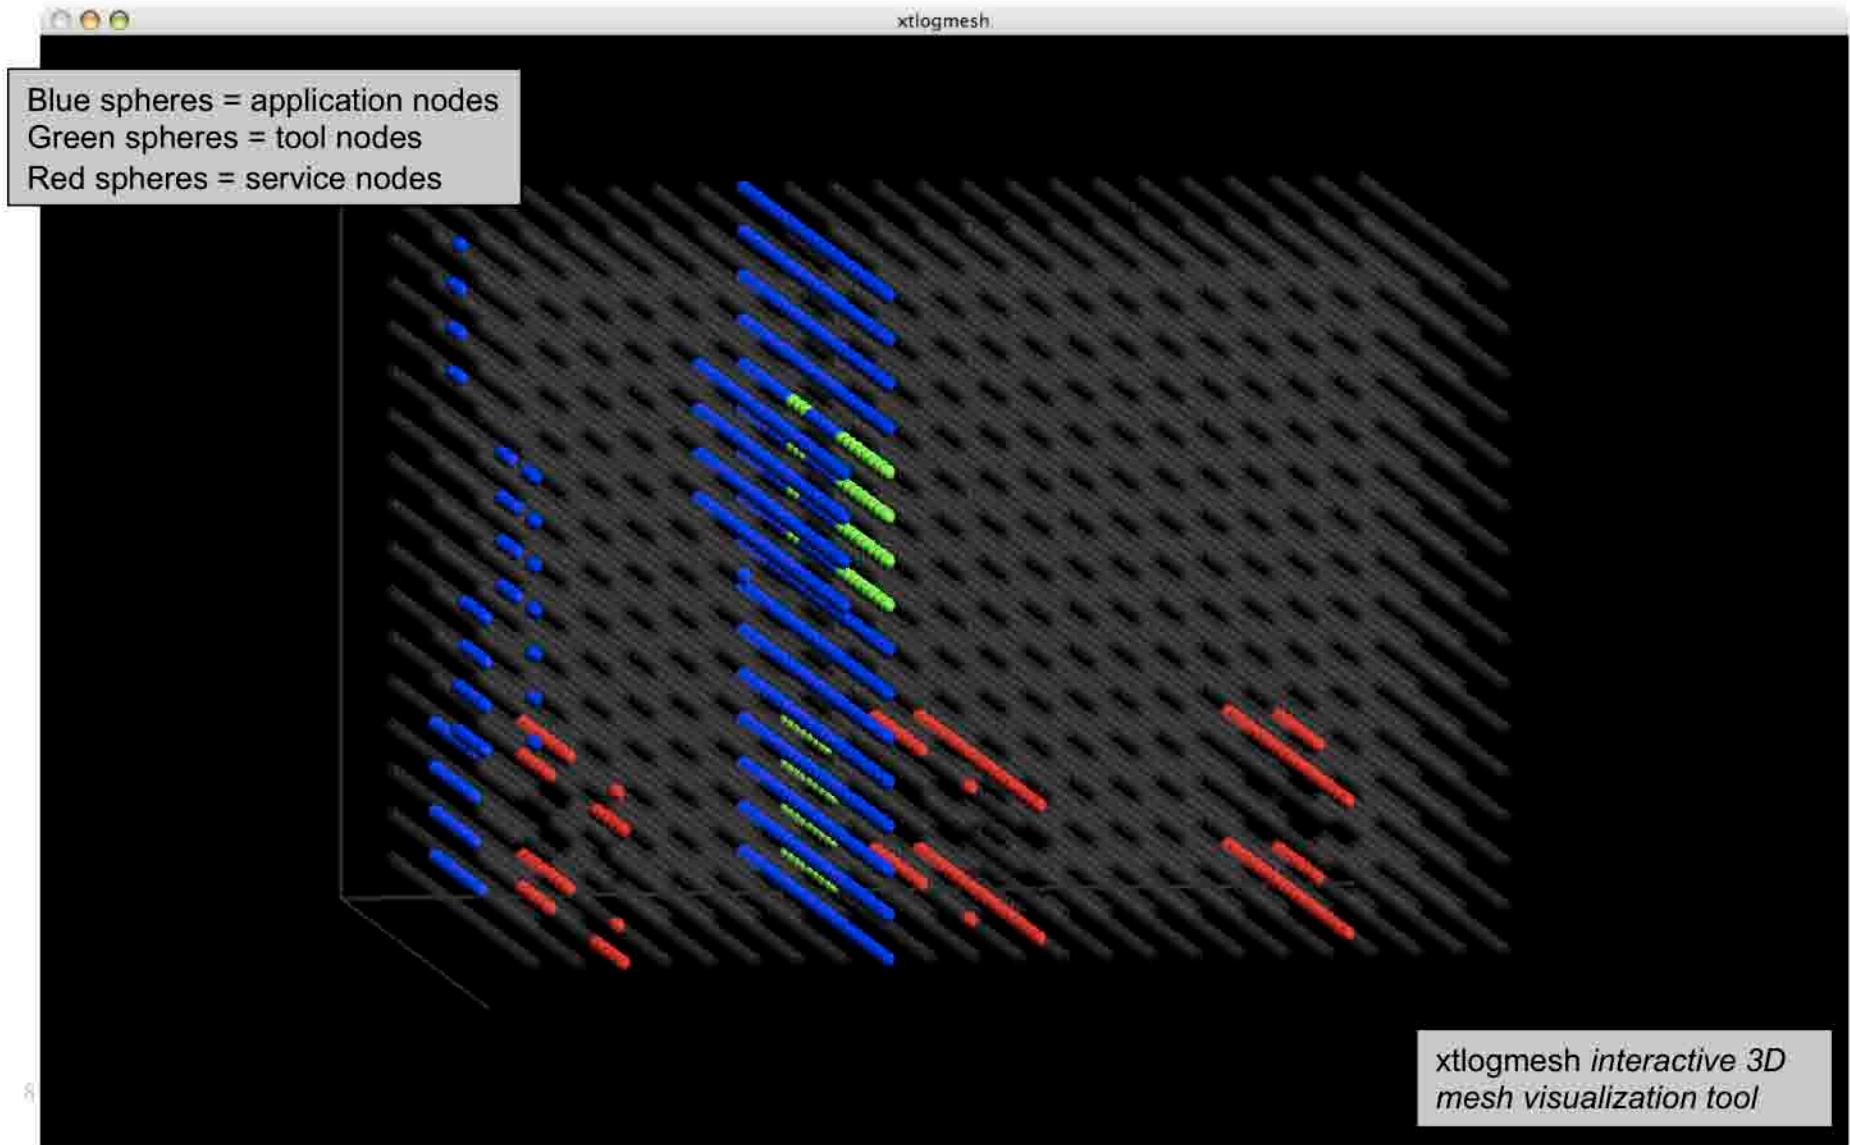 xtlogmesh
Blue spheres = application nodes
Green spheres = tool nodes
Red spheres = service nodes
xtlogmesh interactive 3D
mesh visualization tool
8